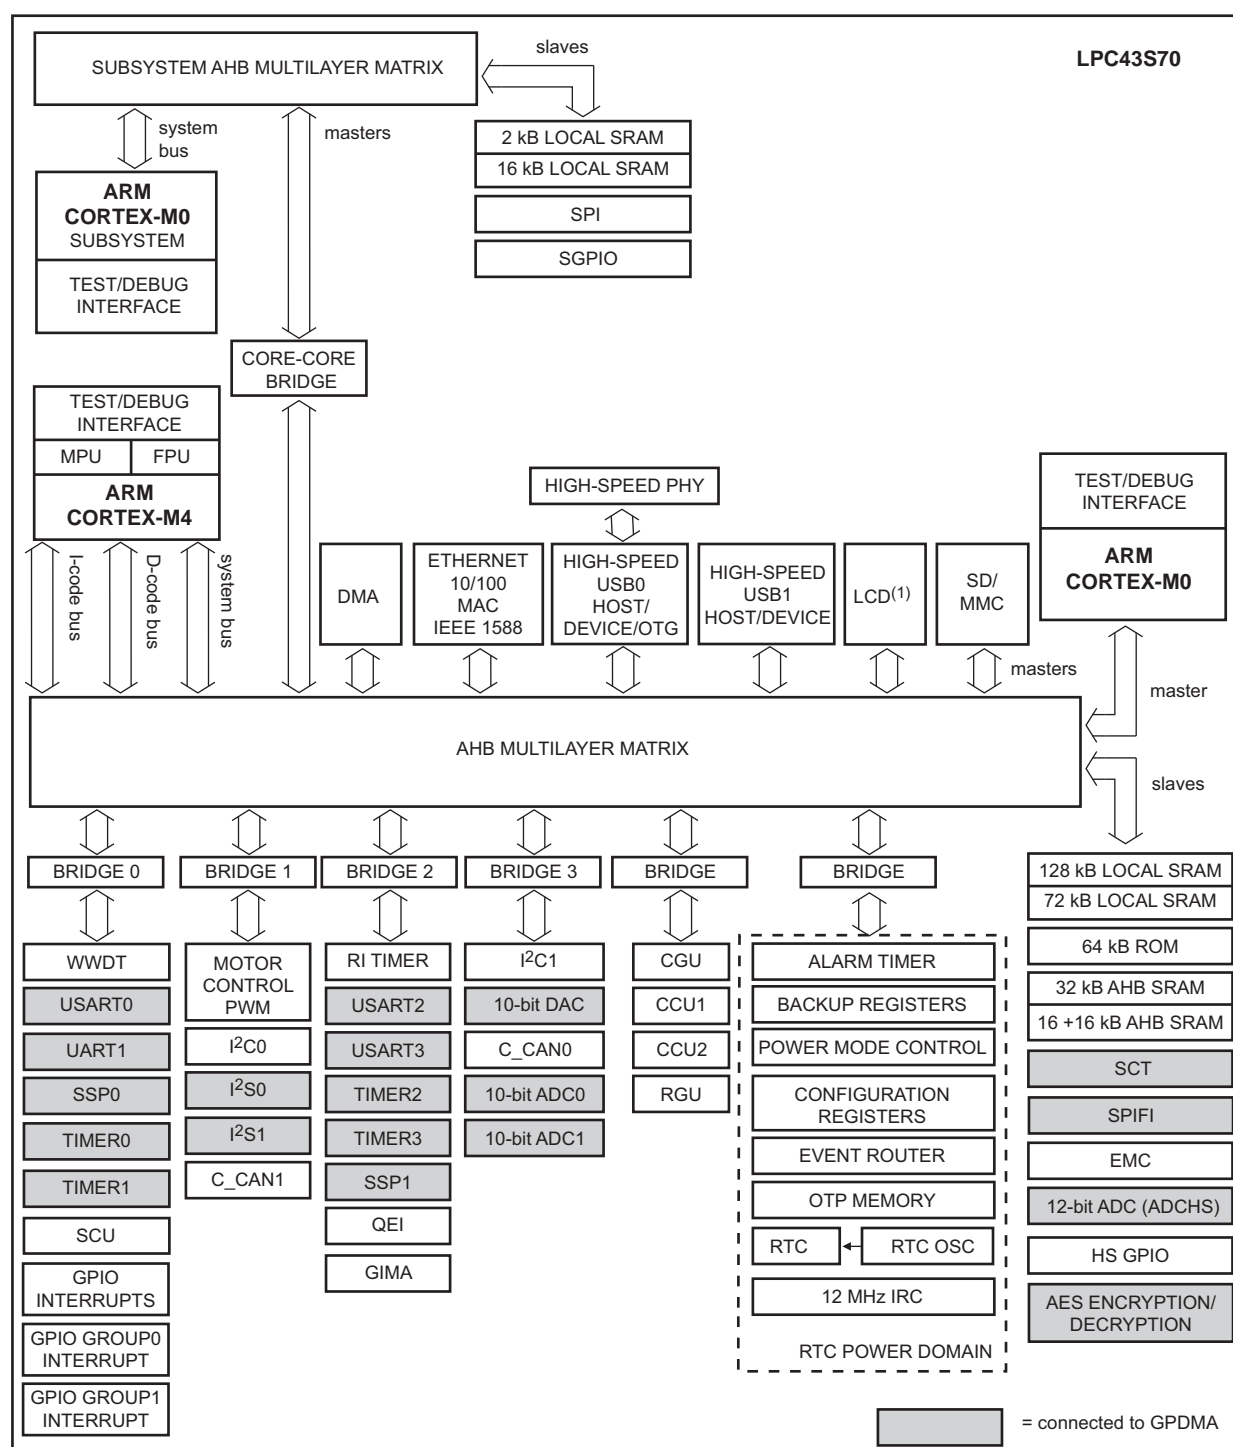 LPC43S70
SUBSYSTEM AHB MULTILAYER MATRIX
slaves
system
bus
masters
2 kB LOCAL SRAM
16 kB LOCAL SRAM
SPI
SGPIO
ARM
CORTEX-M0
SUBSYSTEM
TEST/DEBUG
INTERFACE
CORE-CORE
BRIDGE
TEST/DEBUG
INTERFACE
MPU
FPU
ARM
CORTEX-M4
I-code bus
D-code bus
system bus
HIGH-SPEED PHY
DMA
ETHERNET
10/100
MAC
IEEE 1588
HIGH-SPEED
USB0
HOST/
DEVICE/OTG
HIGH-SPEED
USB1
HOST/DEVICE
LCD(1)
SD/
MMC
TEST/DEBUG
INTERFACE
ARM
CORTEX-M0
masters
master
AHB MULTILAYER MATRIX
slaves
BRIDGE 0
BRIDGE 1
BRIDGE 2
BRIDGE 3
BRIDGE
BRIDGE
WWDT
USART0
UART1
SSP0
TIMER0
TIMER1
SCU
GPIO
INTERRUPTS
GPIO GROUP0
INTERRUPT
GPIO GROUP1
INTERRUPT
MOTOR
CONTROL
PWM
I2C0
I2S0
I2S1
C_CAN1
RI TIMER
USART2
USART3
TIMER2
TIMER3
SSP1
QEI
GIMA
I2C1
10-bit DAC
C_CAN0
10-bit ADC0
10-bit ADC1
CGU
CCU1
CCU2
RGU
ALARM TIMER
BACKUP REGISTERS
POWER MODE CONTROL
CONFIGURATION
REGISTERS
EVENT ROUTER
OTP MEMORY
RTC
RTC OSC
12 MHz IRC
RTC POWER DOMAIN
128 kB LOCAL SRAM
72 kB LOCAL SRAM
64 kB ROM
32 kB AHB SRAM
16 +16 kB AHB SRAM
SCT
SPIFI
EMC
12-bit ADC (ADCHS)
HS GPIO
AES ENCRYPTION/
DECRYPTION
= connected to GPDMA